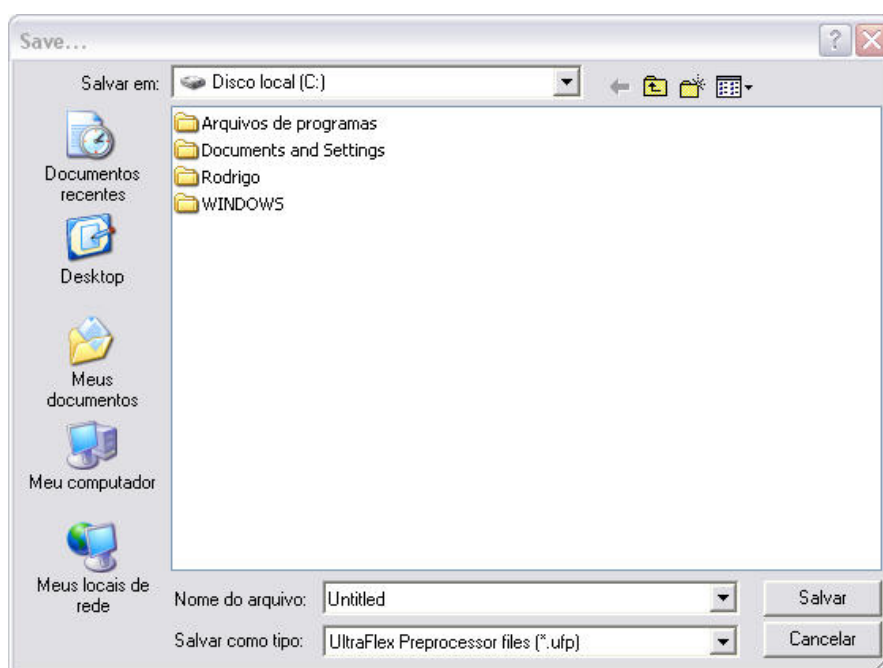 Save...
Salvar em:
Disco local (C:)
Arquivos de programas
Documents and Settings
Rodrigo
WINDOWS
Documentos
recentes
Desktop
Meus
documentos
Meu computador
Meus locais de
rede
Nome do arquivo:
Untitled
Salvar
Salvar como tipo:
UltraFlex Preprocessor files (*.ufp)
Cancelar